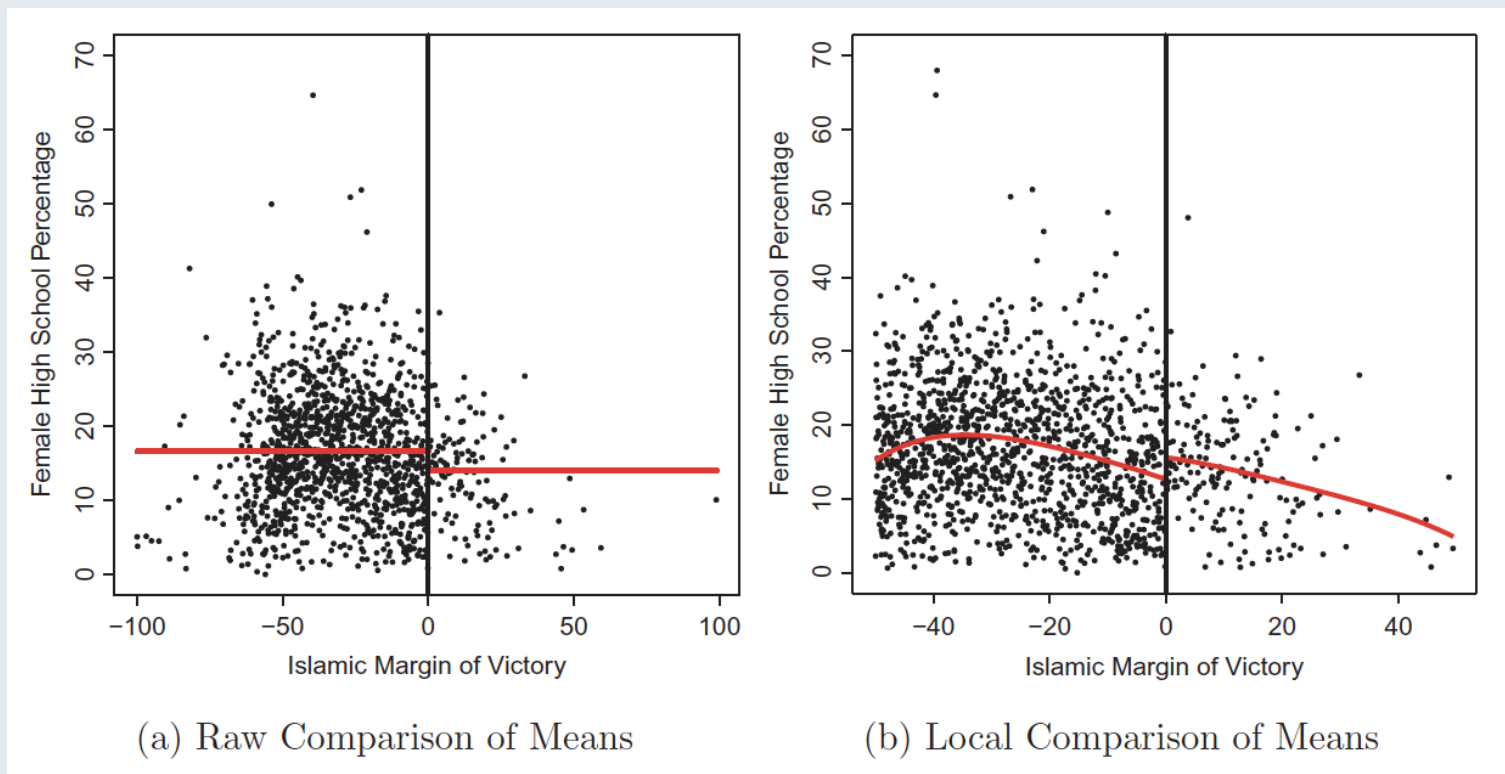 70
60
50
40
30
20
10
0
Female High School Percentage
−100 −50 0 50 100
Islamic Margin of Victory
(a) Raw Comparison of Means
70
60
50
40
30
20
10
0
Female High School Percentage
−40 −20 0 20 40
Islamic Margin of Victory
(b) Local Comparison of Means